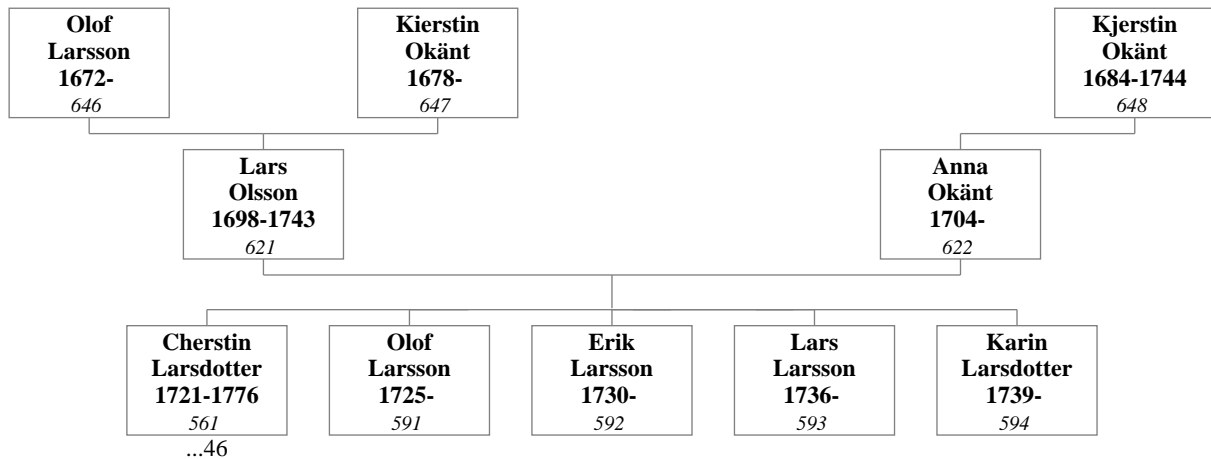 Olof
Larsson
1672-
646
Kierstin
Okänt
1678-
647
Kjerstin
Okänt
1684-1744
648
Lars
Olsson
1698-1743
621
Anna
Okänt
1704-
622
Cherstin
Larsdotter
1721-1776
561
...46
Olof
Larsson
1725-
591
Erik
Larsson
1730-
592
Lars
Larsson
1736-
593
Karin
Larsdotter
1739-
594